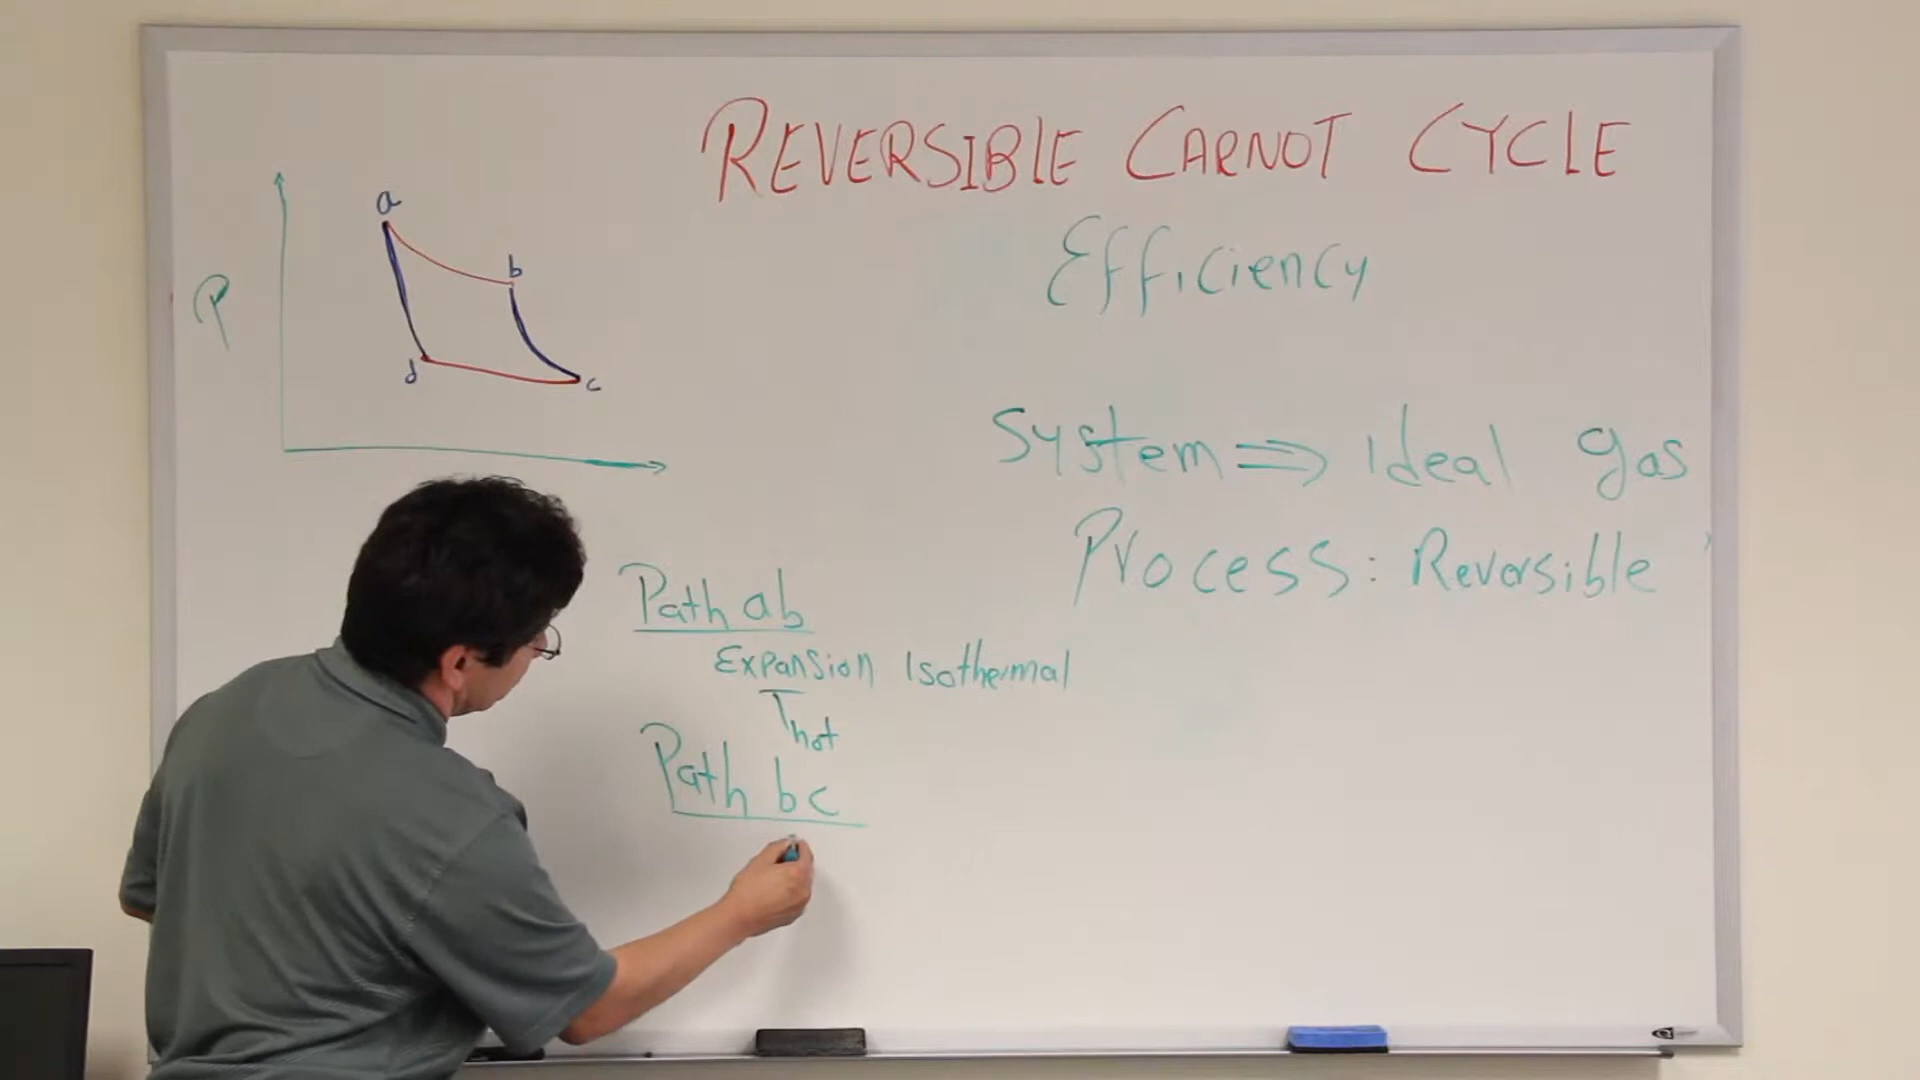 REVERSIBLE CARNOT CYCLE
Efficiency
P
a
b
d
c
System ⇒ ideal gas
Process: Reversible
Path ab
Expansion Isothermal
Thot
Path bc